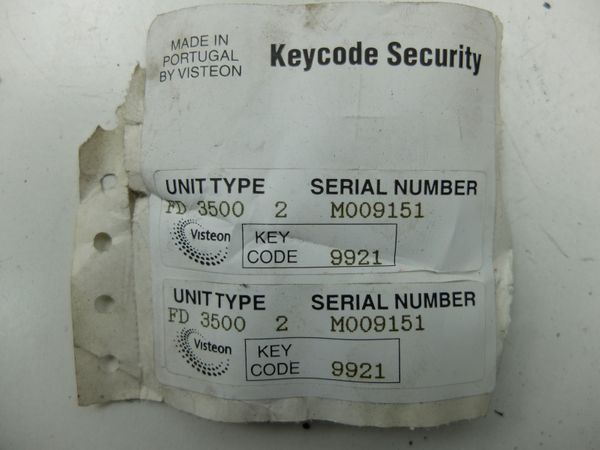 MADE IN
PORTUGAL
BY VISTEON
Keycode Security
UNIT TYPE SERIAL NUMBER
FD 3500 2 M009151
Visteon
KEY
CODE 9921
UNIT TYPE SERIAL NUMBER
FD 3500 2 M009151
Visteon
KEY
CODE 9921